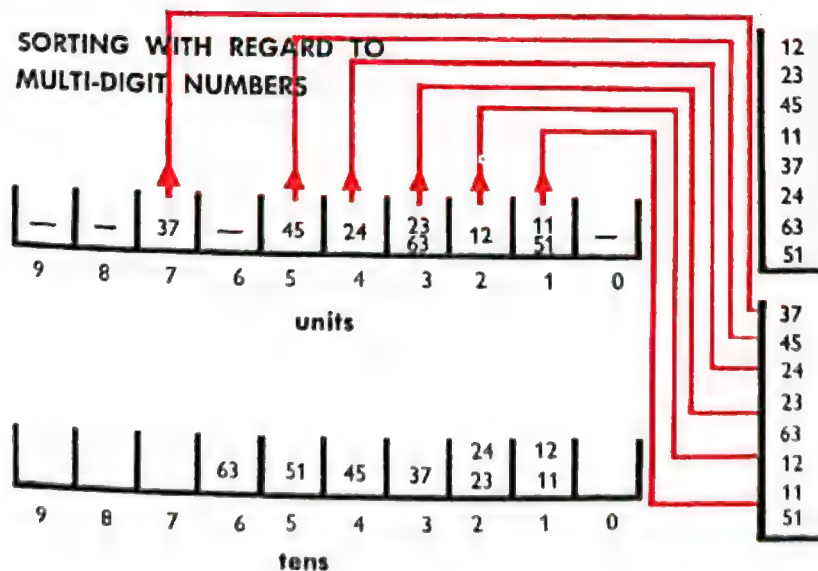 SORTING WITH REGARD TO
MULTI-DIGIT NUMBERS
12
23
45
11
37
24
63
51
— — 37 — 45 24 23 12 11 —
63 51
9 8 7 6 5 4 3 2 1 0
units
37
45
24
23
63
12
11
51
24 12
63 51 45 37 23 11
9 8 7 6 5 4 3 2 1 0
tens